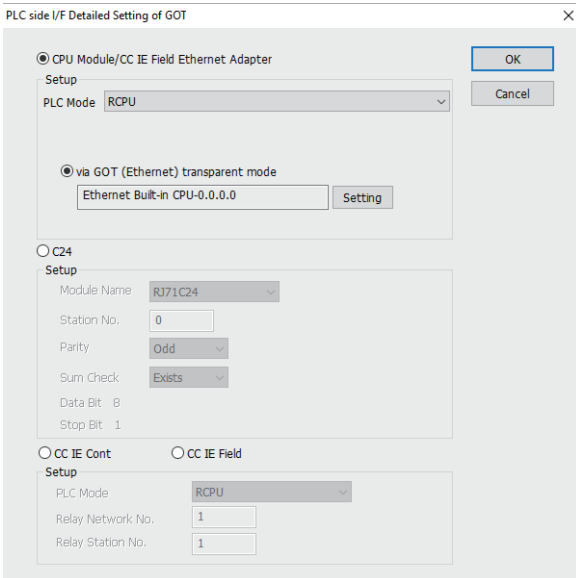 PLC side I/F Detailed Setting of GOT
CPU Module/CC IE Field Ethernet Adapter
OK
Setup
PLC Mode RCPU
Cancel
via GOT (Ethernet) transparent mode
Ethernet Built-in CPU-0.0.0.0
Setting
C24
Setup
Module Name RJ71C24
Station No. 0
Parity Odd
Sum Check Exists
Data Bit 8
Stop Bit 1
CC IE Cont CC IE Field
Setup
PLC Mode RCPU
Relay Network No. 1
Relay Station No. 1